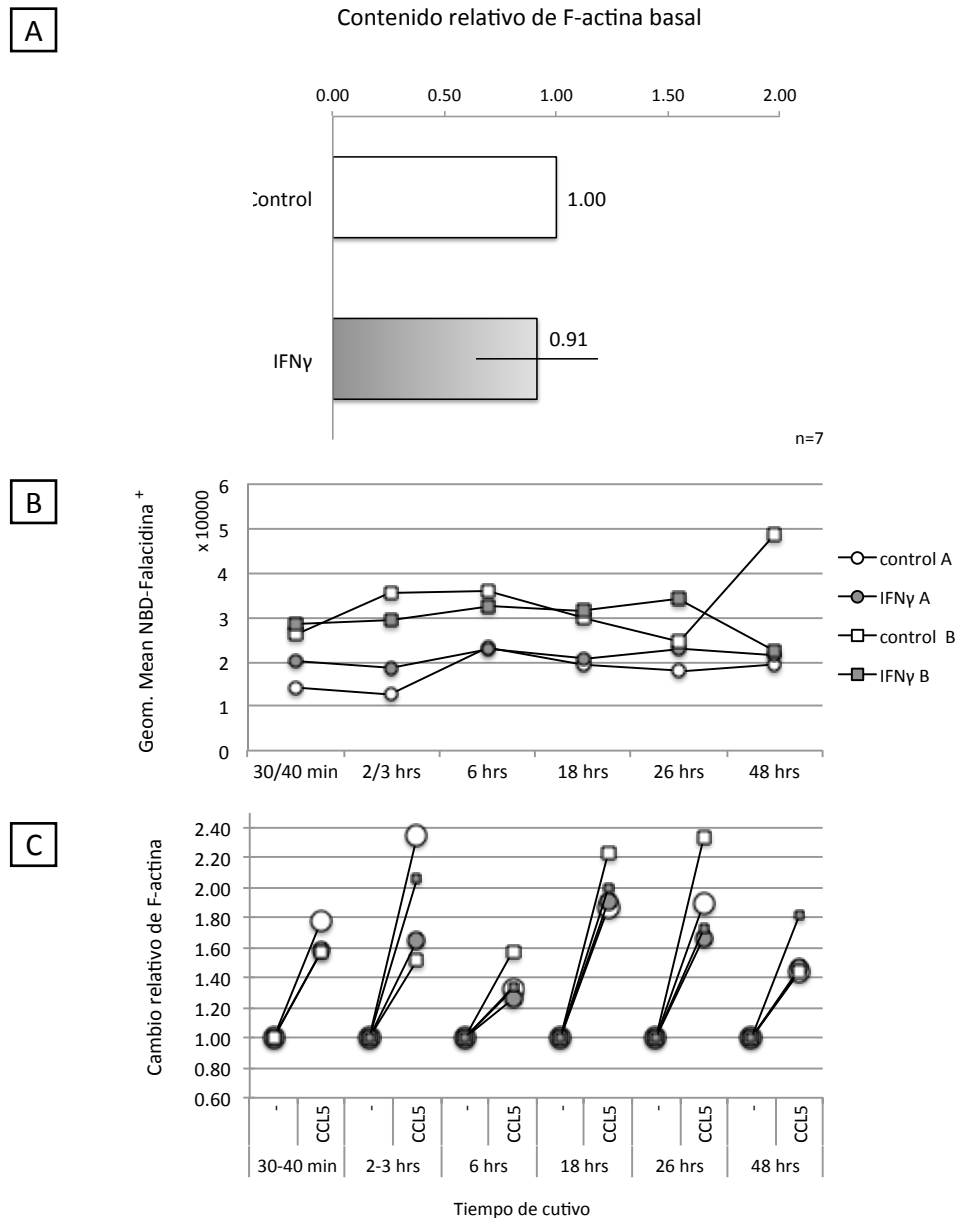 A
Contenido relativo de F-actina basal
0.00 0.50 1.00 1.50 2.00
Control
1.00
IFNγ
0.91
n=7
B
Geom. Mean NBD-Falacidina +
x 10000
6
5
4
3
2
1
0
30/40 min 2/3 hrs 6 hrs 18 hrs 26 hrs 48 hrs
control A
IFNγ A
control B
IFNγ B
C
Cambio relativo de F-actina
2.40
2.20
2.00
1.80
1.60
1.40
1.20
1.00
0.80
0.60
- CCL5 - CCL5 - CCL5 - CCL5 - CCL5 - CCL5
30-40 min 2-3 hrs 6 hrs 18 hrs 26 hrs 48 hrs
Tiempo de cutivo